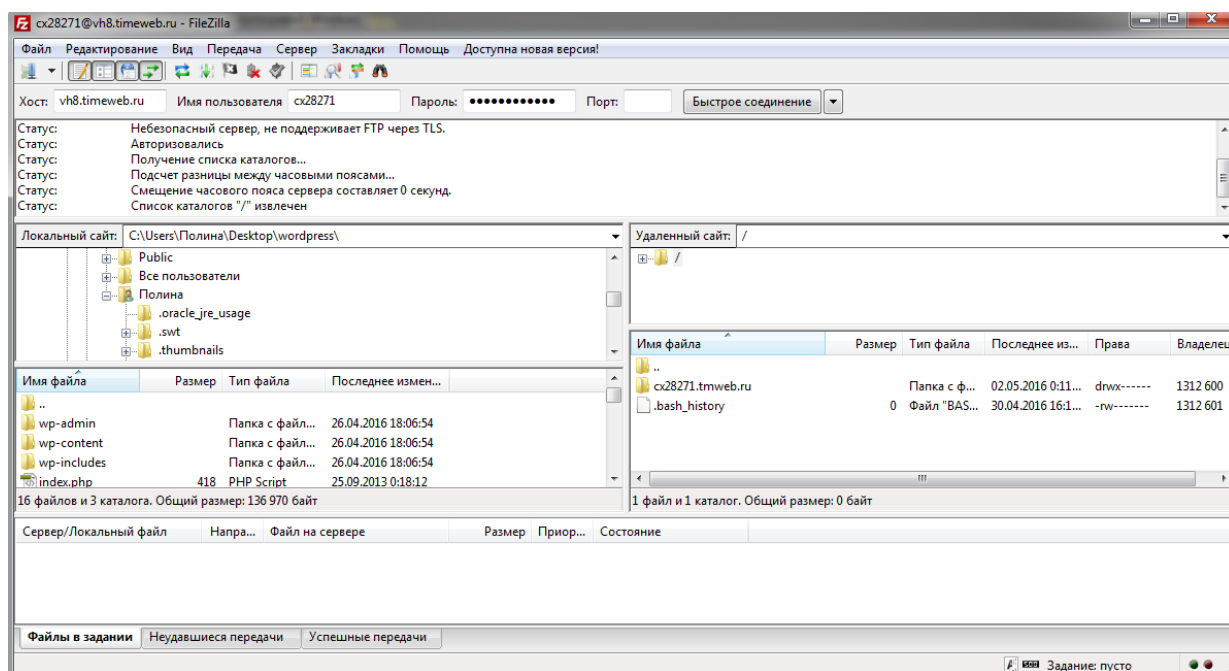 cx28271@vh8.timeweb.ru - FileZilla
Файл Редактирование Вид Передача Сервер Закладки Помощь Доступна новая версия!
Хост: vh8.timeweb.ru Имя пользователя cx28271 Пароль: ●●●●●●●●●●●● Порт: Быстрое соединение
Статус: Небезопасный сервер, не поддерживает FTP через TLS.
Статус: Авторизовались
Статус: Получение списка каталогов...
Статус: Подсчет разницы между часовыми поясами...
Статус: Смещение часового пояса сервера составляет 0 секунд.
Статус: Список каталогов "/" извлечен
Локальный сайт: C:\Users\Полина\Desktop\wordpress\
Public
Все пользователи
Полина
.oracle_jre_usage
.swt
.thumbnails
Имя файла Размер Тип файла Последнее измен...
..
wp-admin Папка с файл... 26.04.2016 18:06:54
wp-content Папка с файл... 26.04.2016 18:06:54
wp-includes Папка с файл... 26.04.2016 18:06:54
index.php 418 PHP Script 25.09.2013 0:18:12
16 файлов и 3 каталога. Общий размер: 136 970 байт
Удаленный сайт: /
/
Имя файла Размер Тип файла Последнее из... Права Владелец
..
cx28271.tmweb.ru Папка с ф... 02.05.2016 0:11... drwx------ 1312 600
.bash_history 0 Файл "BAS... 30.04.2016 16:1... -rw------- 1312 601
1 файл и 1 каталог. Общий размер: 0 байт
Сервер/Локальный файл Напра... Файл на сервере Размер Приор... Состояние
Файлы в задании Неудавшиеся передачи Успешные передачи
Задание: пусто